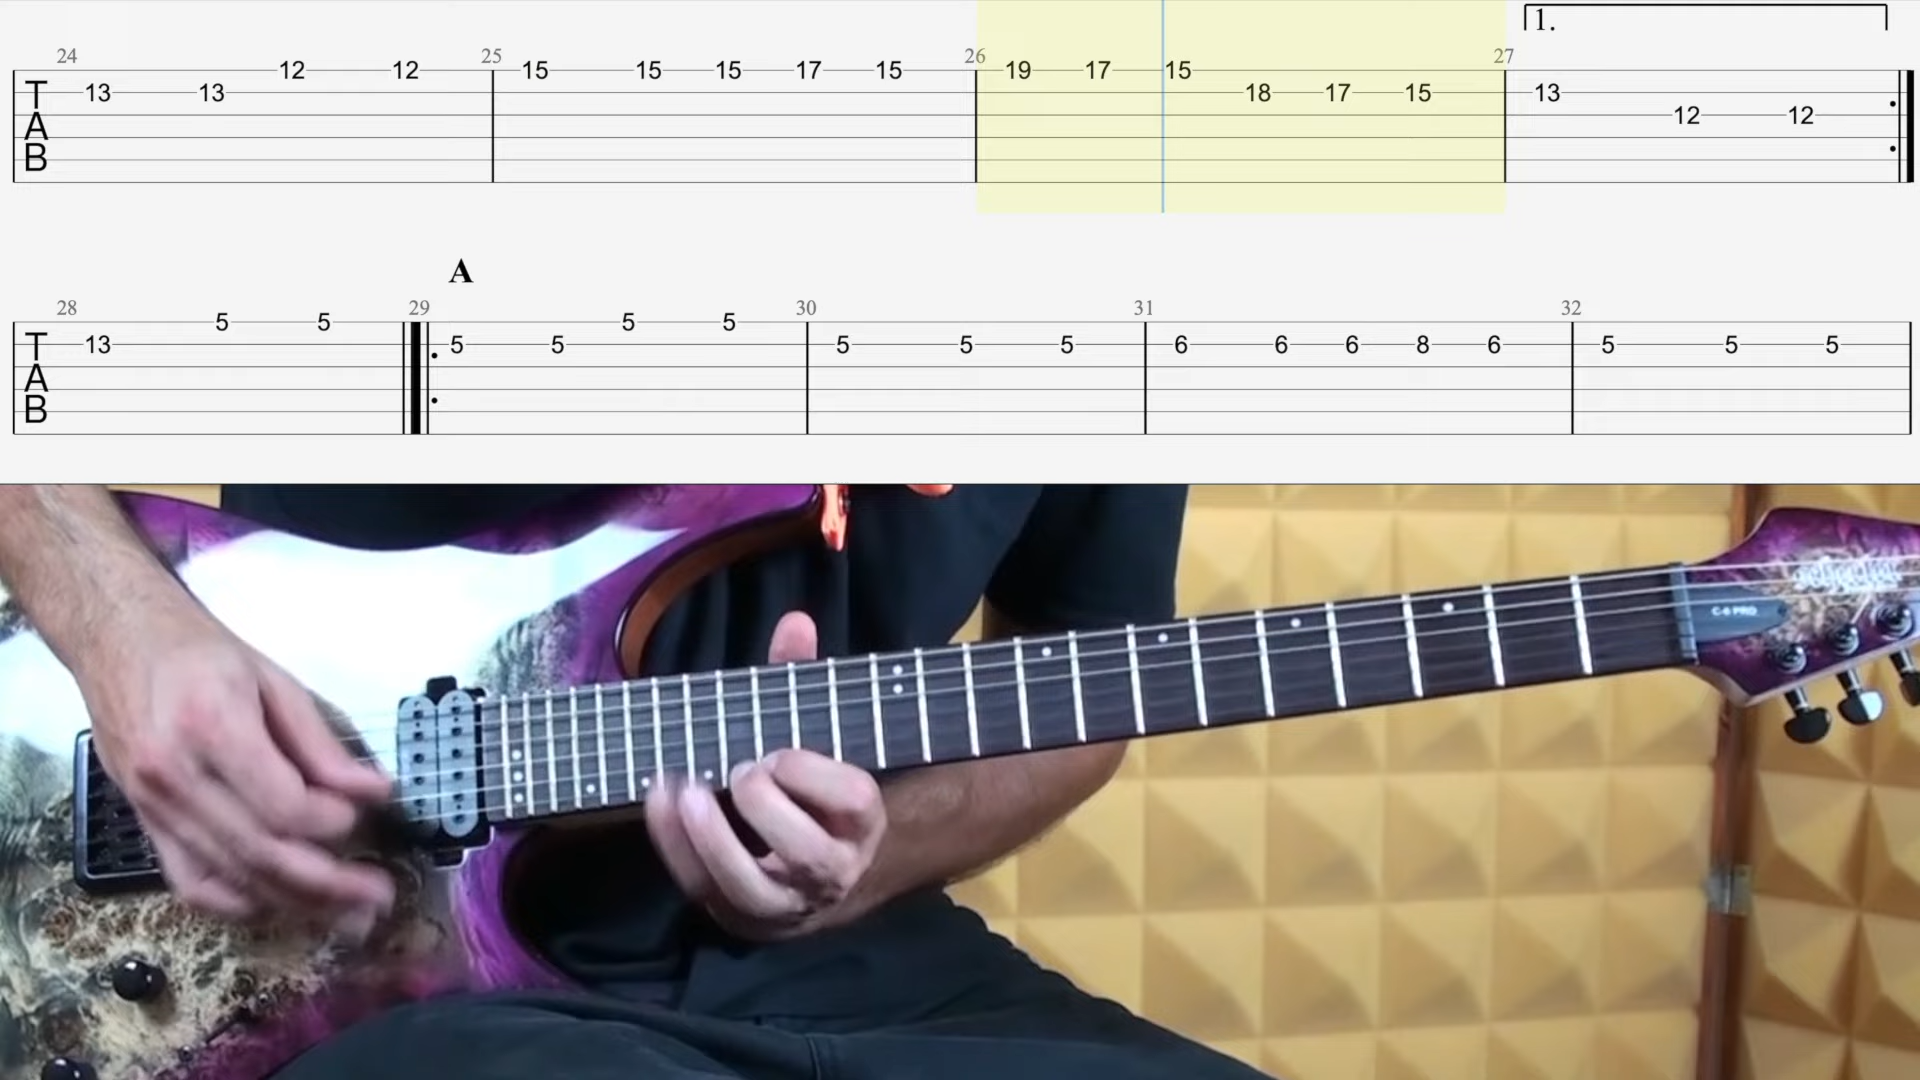 1.
24 25 26 27
12 12 15 15 15 17 15 19 17 15
T 13 13 18 17 15 13
A 12 12
B
A
28 29 30 31 32
5 5 5 5
T 13 5 5 5 5 5 6 6 6 8 6 5 5 5
A
B
C-6 PRO